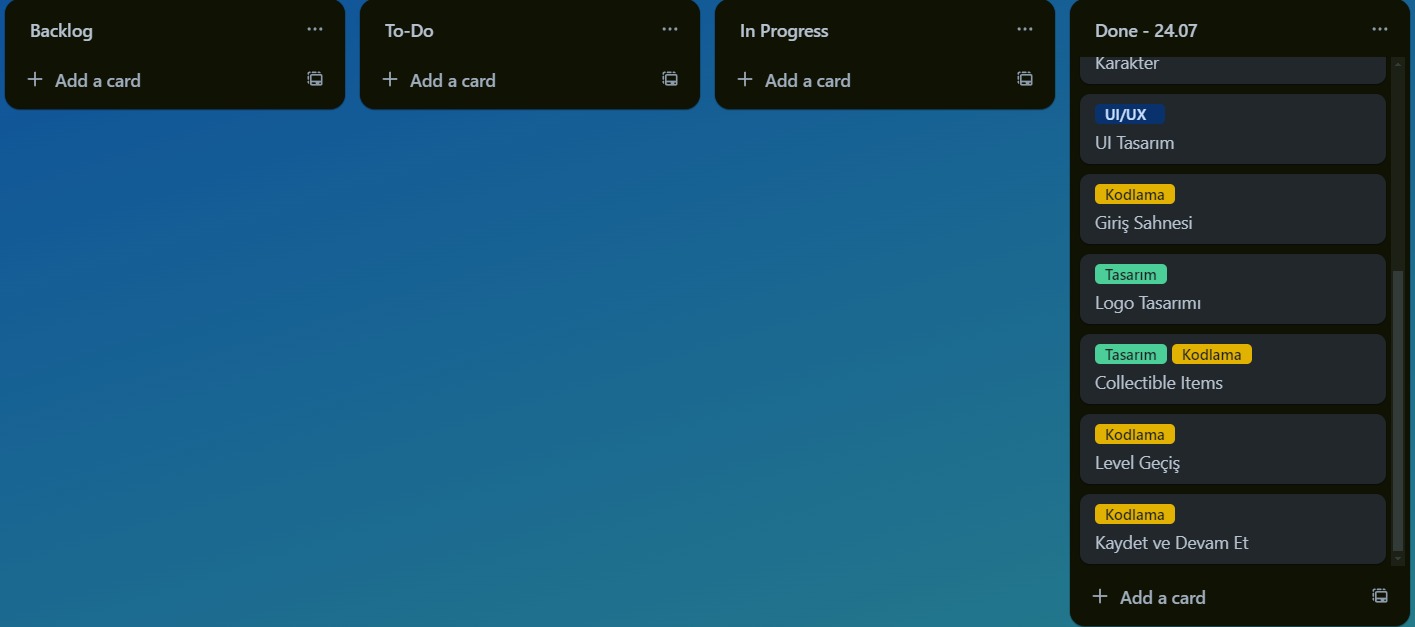 Backlog
Add a card
To-Do
Add a card
In Progress
Add a card
Done - 24.07
Karakter
UI/UX
UI Tasarım
Kodlama
Giriş Sahnesi
Tasarım
Logo Tasarımı
Tasarım Kodlama
Collectible Items
Kodlama
Level Geçiş
Kodlama
Kaydet ve Devam Et
Add a card